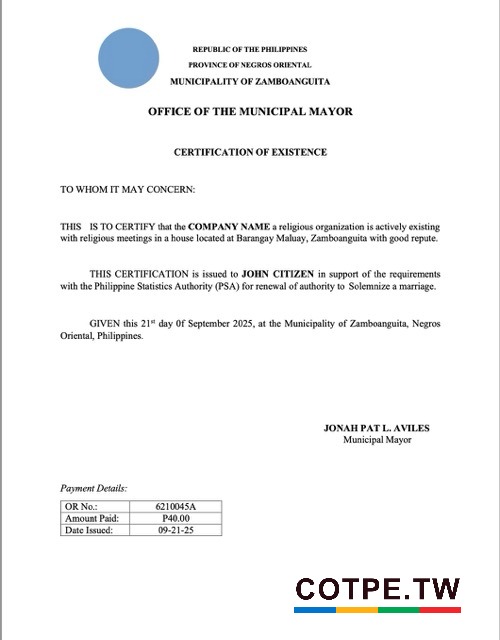 REPUBLIC OF THE PHILIPPINES
PROVINCE OF NEGROS ORIENTAL
MUNICIPALITY OF ZAMBOANGUITA
OFFICE OF THE MUNICIPAL MAYOR
CERTIFICATION OF EXISTENCE
TO WHOM IT MAY CONCERN:
THIS IS TO CERTIFY that the COMPANY NAME a religious organization is actively existing
with religious meetings in a house located at Barangay Maluay, Zamboanguita with good repute.
THIS CERTIFICATION is issued to JOHN CITIZEN in support of the requirements
with the Philippine Statistics Authority (PSA) for renewal of authority to Solemnize a marriage.
GIVEN this 21st day 0f September 2025, at the Municipality of Zamboanguita, Negros
Oriental, Philippines.
JONAH PAT L. AVILES
Municipal Mayor
Payment Details:
OR No.: 6210045A
Amount Paid: P40.00
Date Issued: 09-21-25
COTPE.TW